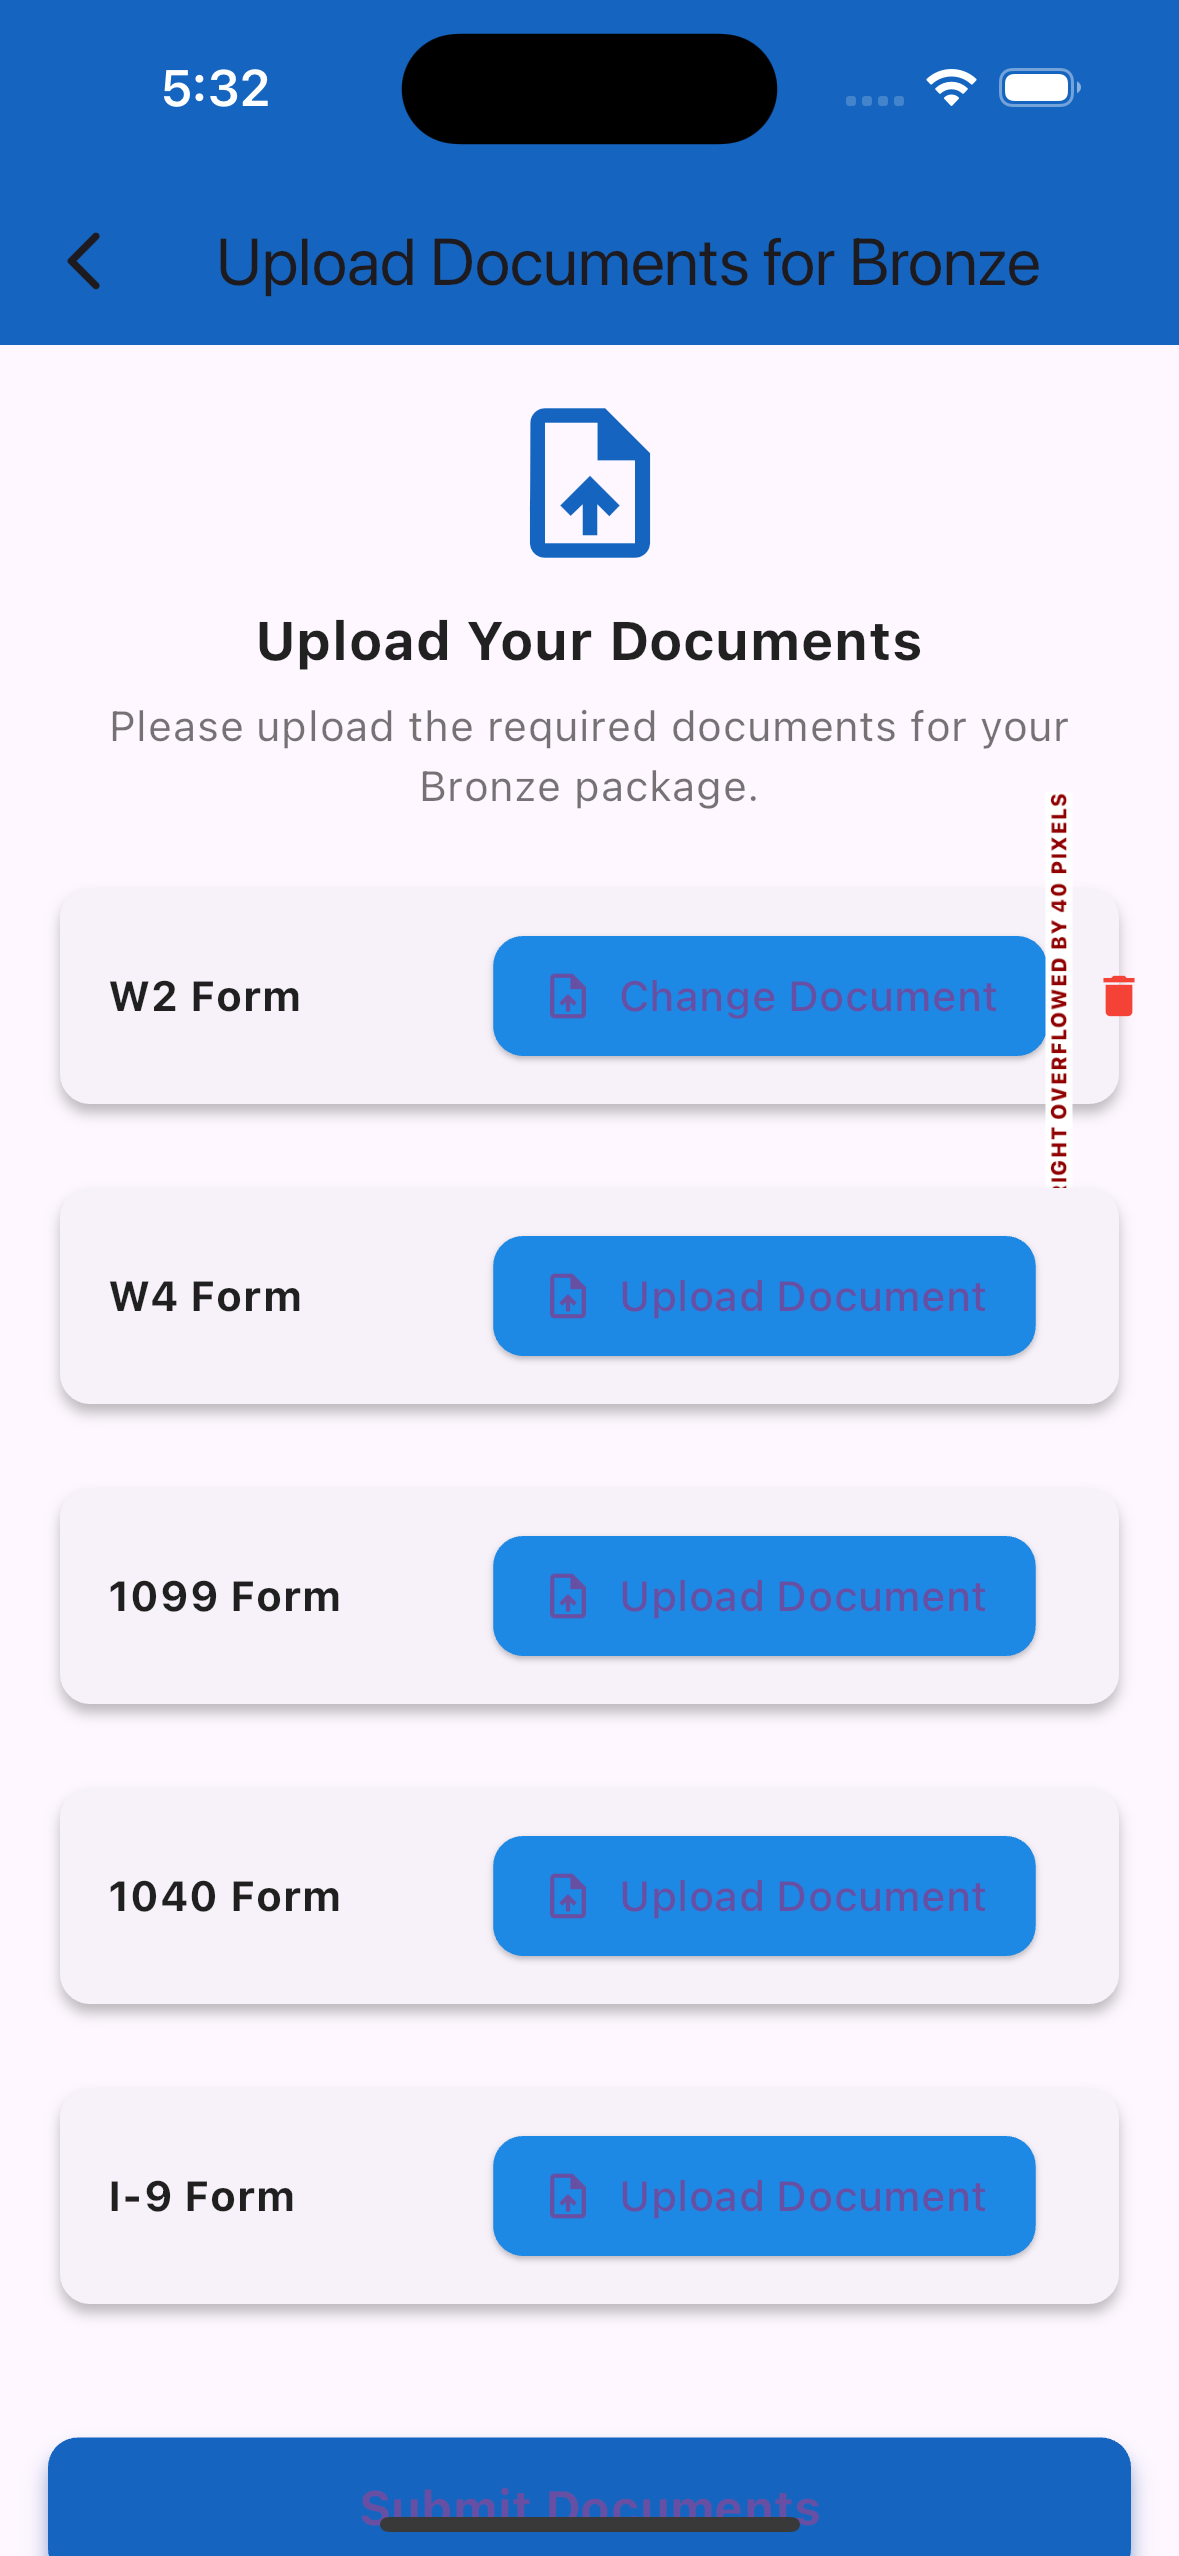 5:32
Upload Documents for Bronze
Upload Your Documents
Please upload the required documents for your
Bronze package.
W2 Form
Change Document
OVERFLOWED BY 40 PIXELS
W4 Form
Upload Document
1099 Form
Upload Document
1040 Form
Upload Document
I-9 Form
Upload Document
Submit Documents